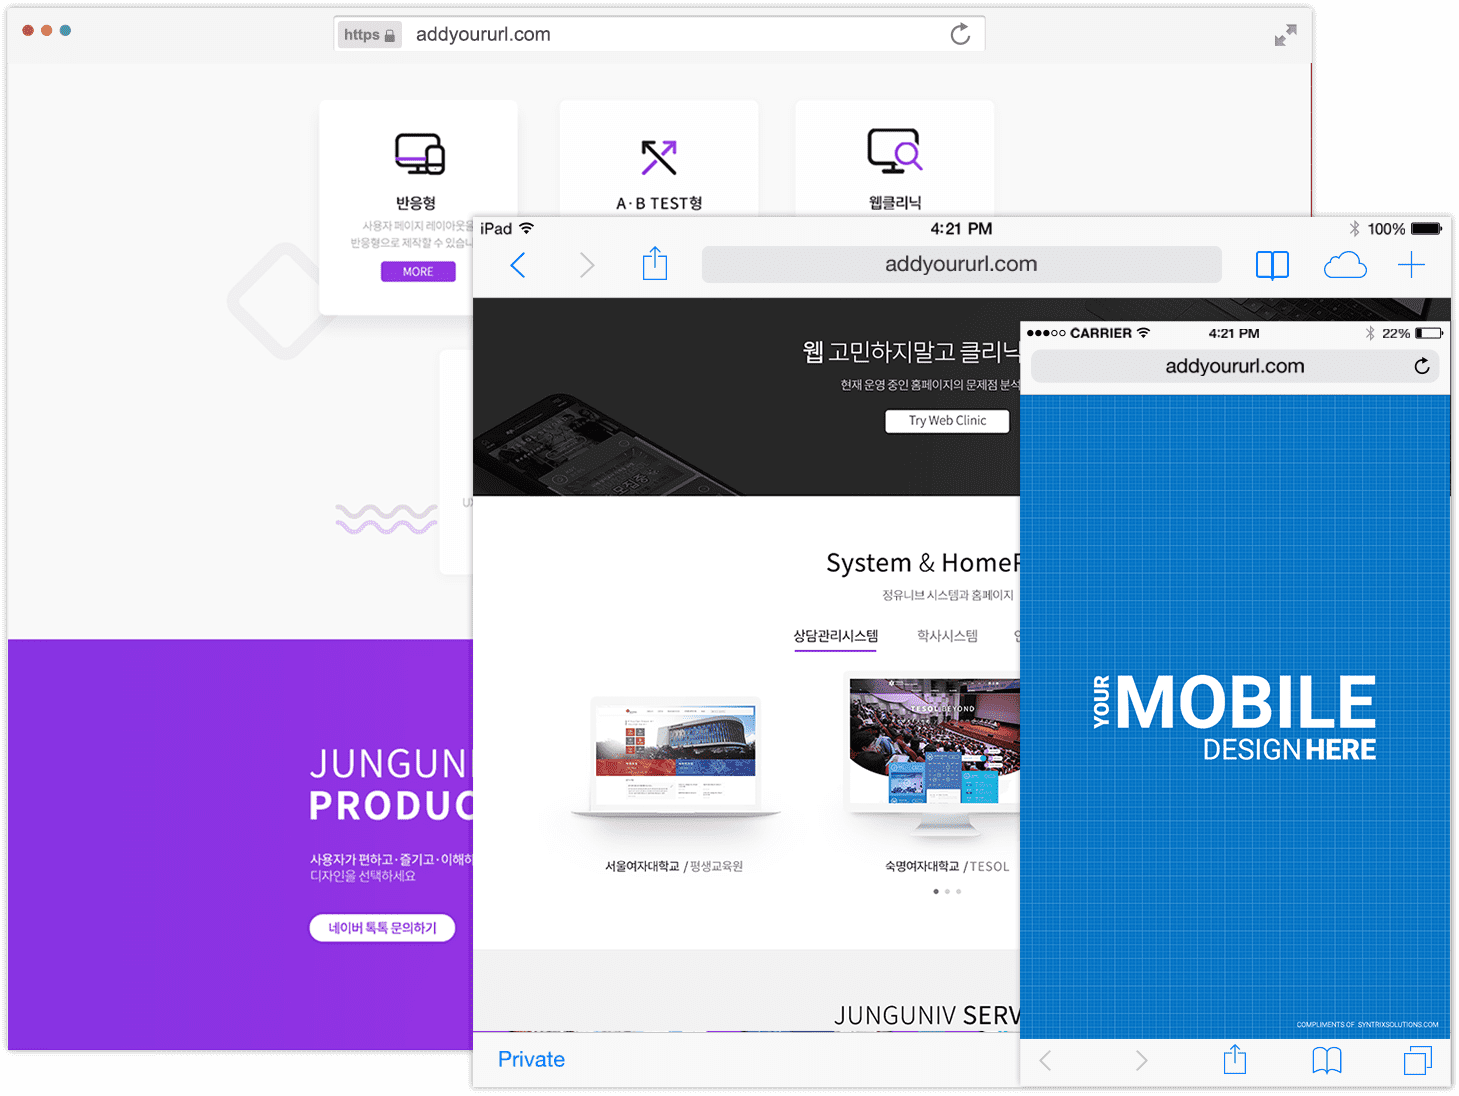 https addyoururl.com
반응형
사용자 페이지 레이아웃을
반응형으로 제작할 수 있습니
MORE
A·B TEST형
웹클리닉
UX
JUNGUNI
PRODUC
사용자가 편하고·즐기고·이해하
디자인을 선택하세요
네이버 톡톡 문의하기
iPad 4:21 PM 100%
addyoururl.com
웹 고민하지말고 클리닉
현재 운영 중인 홈페이지의 문제점 분석
Try Web Clinic
System & HomeP
정유니브 시스템과 홈페이지
상담관리시스템 학사시스템
TESOL BEYOND
서울여자대학교 / 평생교육원
숙명여자대학교 / TESOL
JUNGUNIV SERV
Private
CARRIER 4:21 PM 22%
addyoururl.com
YOUR MOBILE
DESIGN HERE
COMPLIMENTS OF SYNTRIXSOLUTIONS.COM